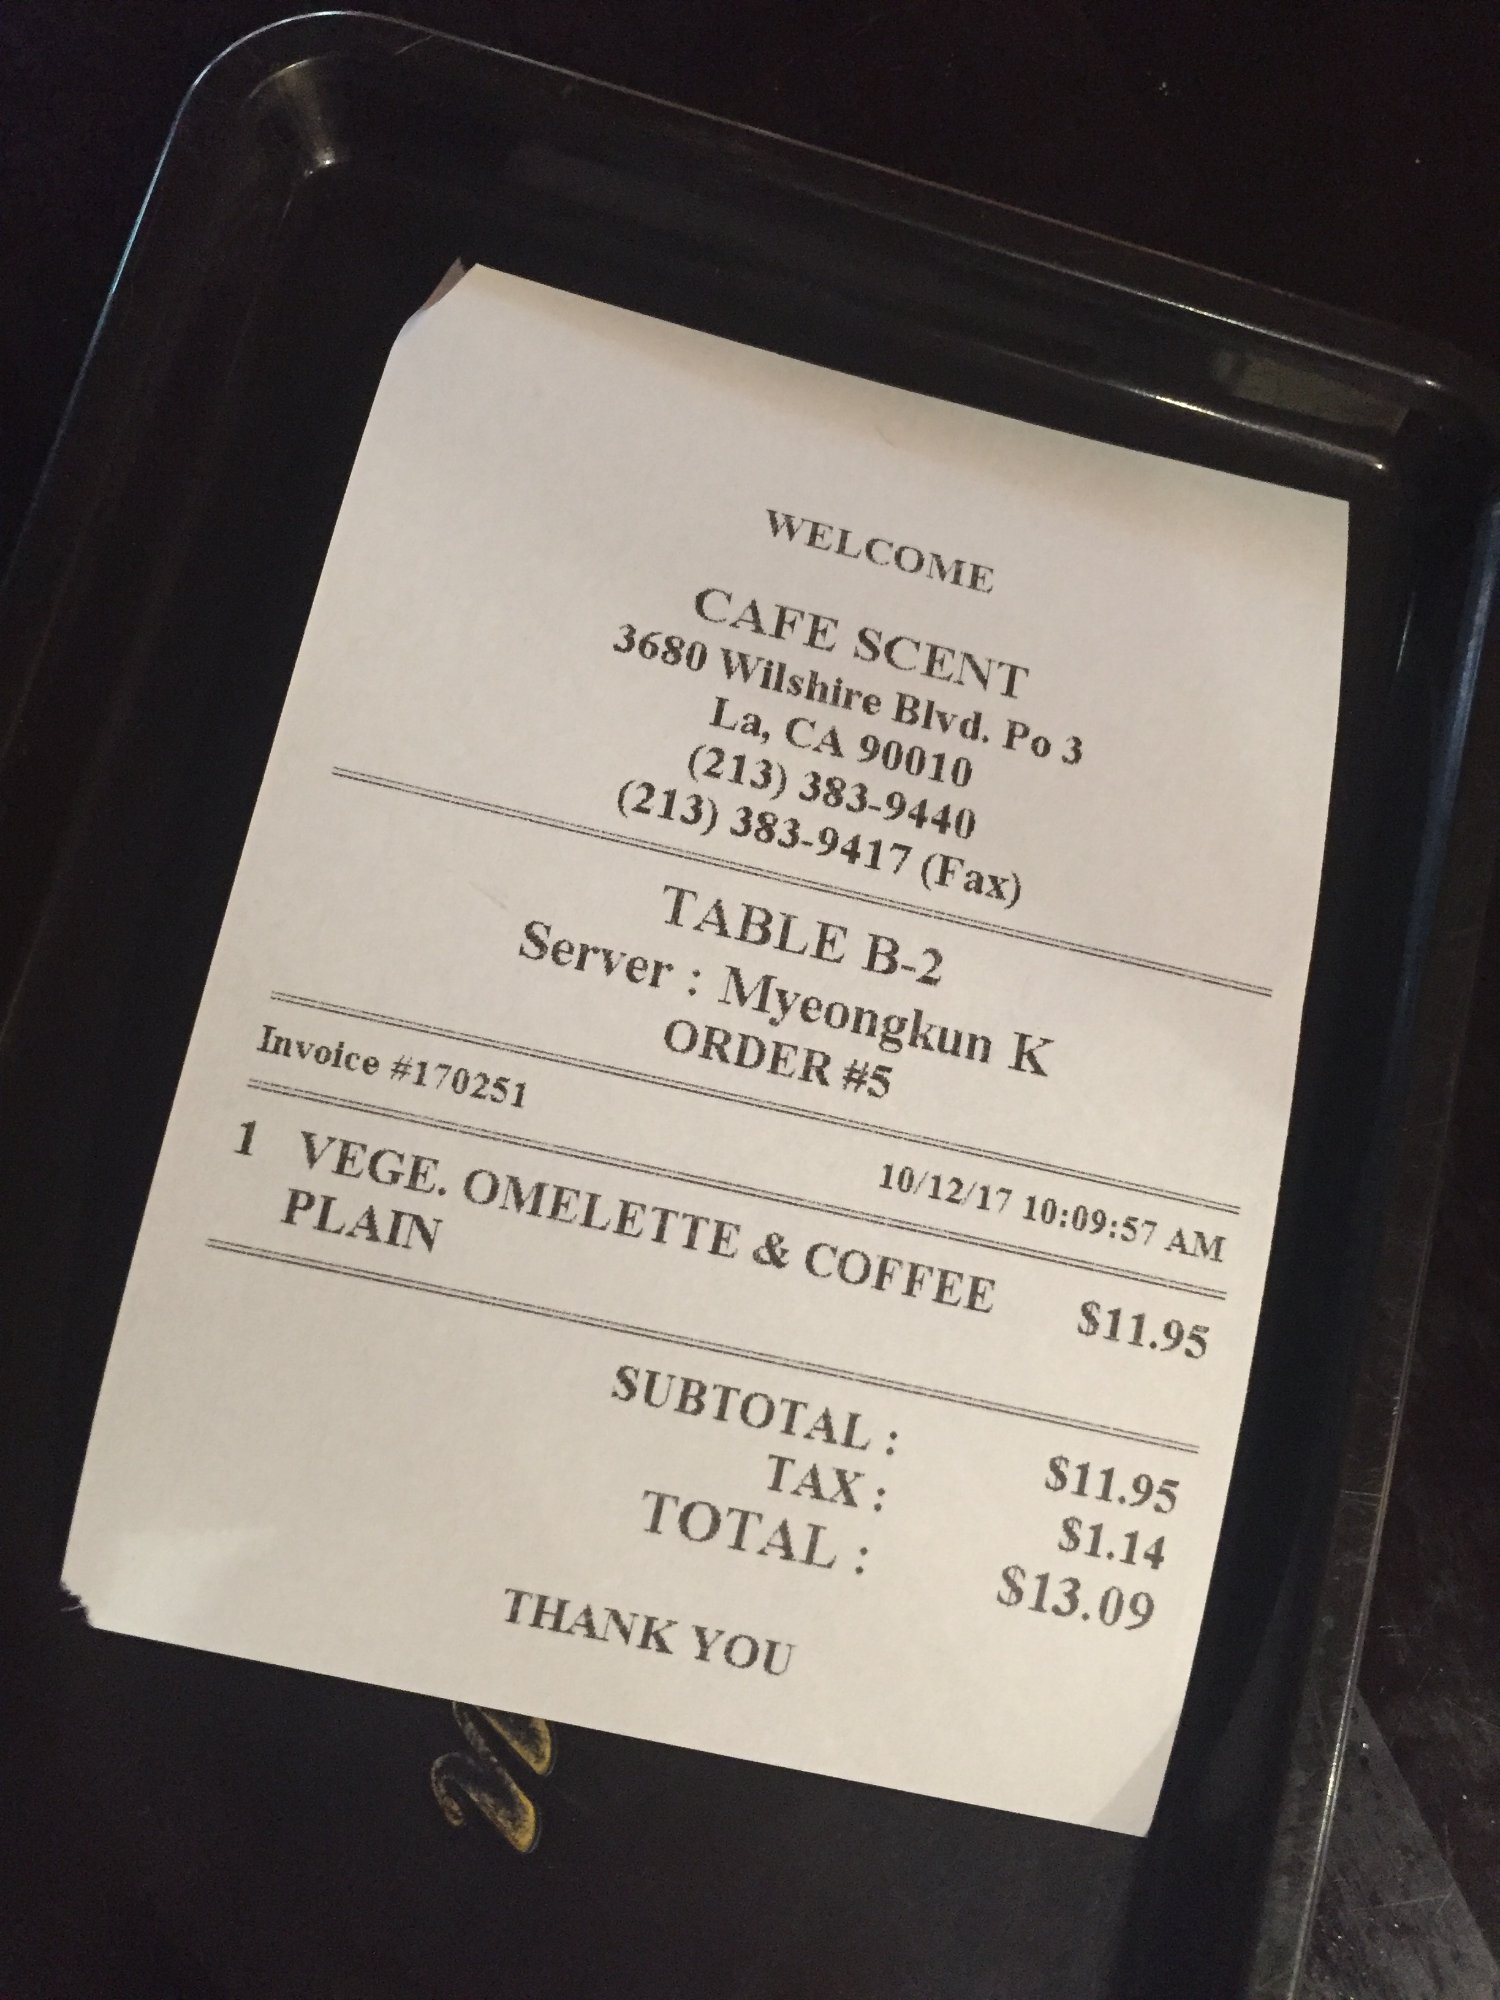 WELCOME
CAFE SCENT
3680 Wilshire Blvd. Po 3
La, CA 90010
(213) 383-9440
(213) 383-9417 (Fax)
TABLE B-2
Server : Myeongkun K
ORDER #5
Invoice #170251 10/12/17 10:09:57 AM
1 VEGE. OMELETTE & COFFEE $11.95
PLAIN
SUBTOTAL : $11.95
TAX : $1.14
TOTAL : $13.09
THANK YOU